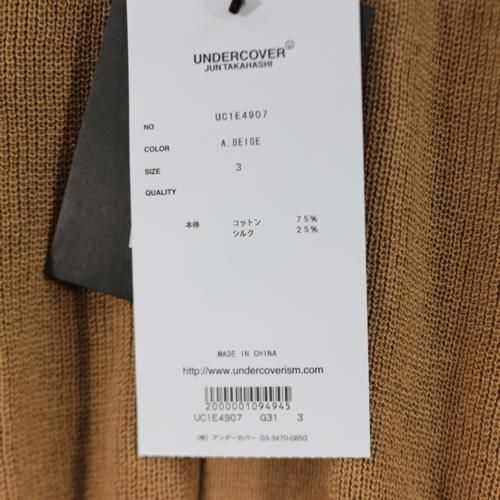 UNDERCOVER
JUN TAKAHASHI
NO UC1E4907
COLOR A.BEIGE
SIZE 3
QUALITY
本体 コットン 75%
シルク 25%
MADE IN CHINA
http://www.undercoverism.com
2000001094945
UC1E4907 G31 3
(株) アンダーカバー 03-3470-0850